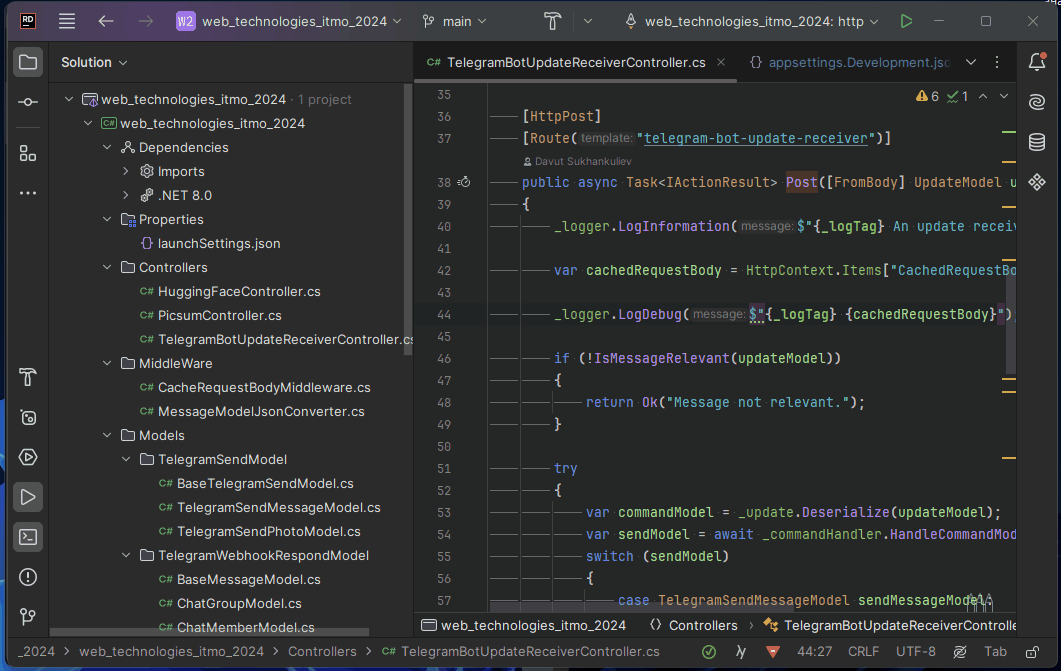 RD W2 web_technologies_itmo_2024 main web_technologies_itmo_2024: http
Solution
C# TelegramBotUpdateReceiverController.cs {} appsettings.Development.jsc
web_technologies_itmo_2024 · 1 project
C# web_technologies_itmo_2024
Dependencies
Imports
.NET 8.0
Properties
{} launchSettings.json
Controllers
C# HuggingFaceController.cs
C# PicsumController.cs
C# TelegramBotUpdateReceiverController.cs
MiddleWare
C# CacheRequestBodyMiddleware.cs
C# MessageModelJsonConverter.cs
Models
TelegramSendModel
C# BaseTelegramSendModel.cs
C# TelegramSendMessageModel.cs
C# TelegramSendPhotoModel.cs
TelegramWebhookRespondModel
C# BaseMessageModel.cs
C# ChatGroupModel.cs
C# ChatMemberModel.cs
6 1
35
36 [HttpPost]
37 [Route(template: "telegram-bot-update-receiver")]
Davut Sukhankuliev
38 public async Task<IActionResult> Post([FromBody] UpdateModel u
39 {
40 _logger.LogInformation(message: $"{_logTag} An update receiv
41
42 var cachedRequestBody = HttpContext.Items["CachedRequestBo
43
44 _logger.LogDebug(message: $"{_logTag} {cachedRequestBody}")
45
46 if (!IsMessageRelevant(updateModel))
47 {
48 return Ok("Message not relevant.");
49 }
50
51 try
52 {
53 var commandModel = _update.Deserialize(updateModel);
54 var sendModel = await _commandHandler.HandleCommandMod
55 switch (sendModel)
56 {
57 case TelegramSendMessageModel sendMessageModel:
web_technologies_itmo_2024 Controllers TelegramBotUpdateReceiverControlle
_2024 web_technologies_itmo_2024 Controllers C# TelegramBotUpdateReceiverController.cs 44:27 CRLF UTF-8 Tab